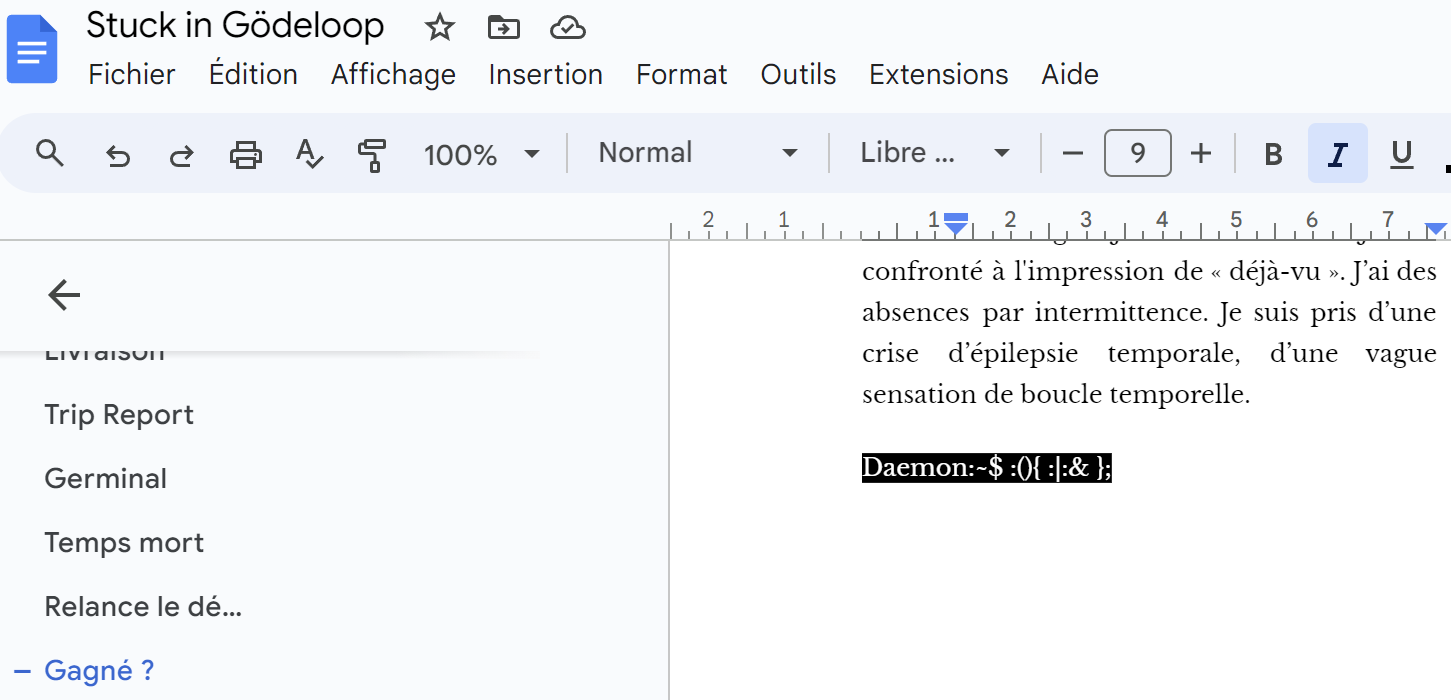 Stuck in Gödeloop
Fichier Édition Affichage Insertion Format Outils Extensions Aide
100% Normal Libre ... 9 B I U
2 1 1 2 3 4 5 6 7
confronté à l'impression de « déjà-vu ». J’ai des
absences par intermittence. Je suis pris d’une
crise d’épilepsie temporale, d’une vague
sensation de boucle temporelle.
Daemon:~$ :(){ :|:& };
Livraison
Trip Report
Germinal
Temps mort
Relance le dé...
Gagné ?